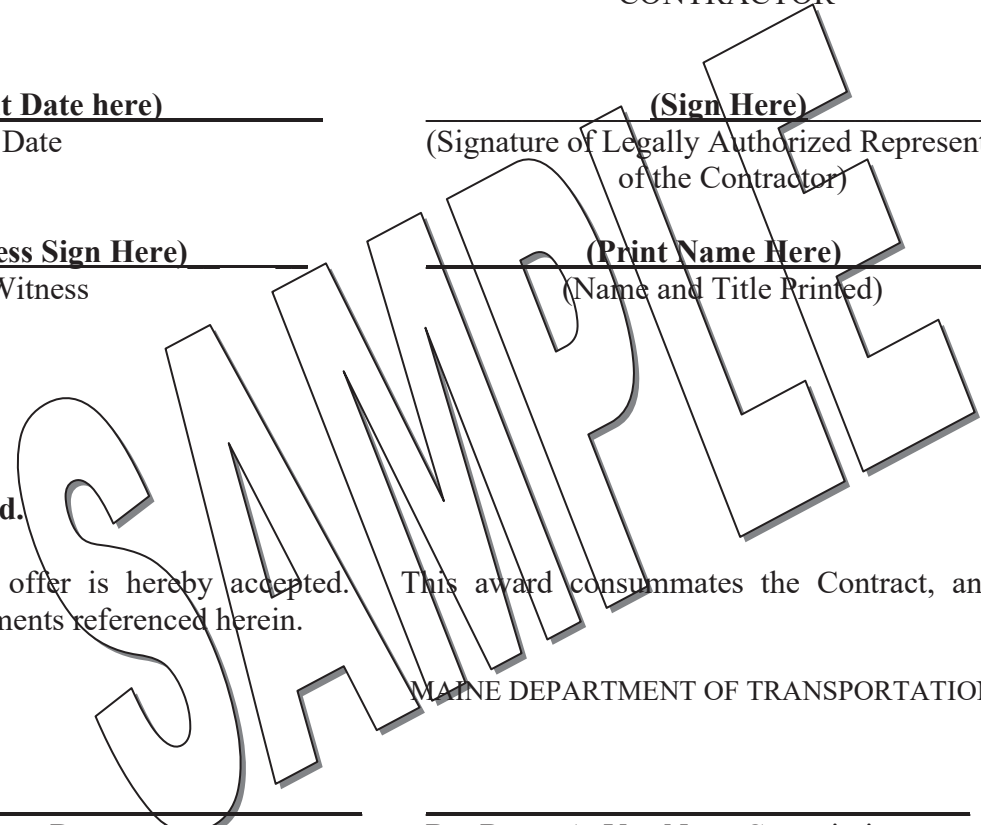 CONTRACTOR
t Date here) (Sign Here)
Date (Signature of Legally Authorized Represent
of the Contractor)
ess Sign Here) (Print Name Here)
Witness (Name and Title Printed)
SAMPLE
d.
offer is hereby accepted. This award consummates the Contract, an
ments referenced herein.
MAINE DEPARTMENT OF TRANSPORTATION